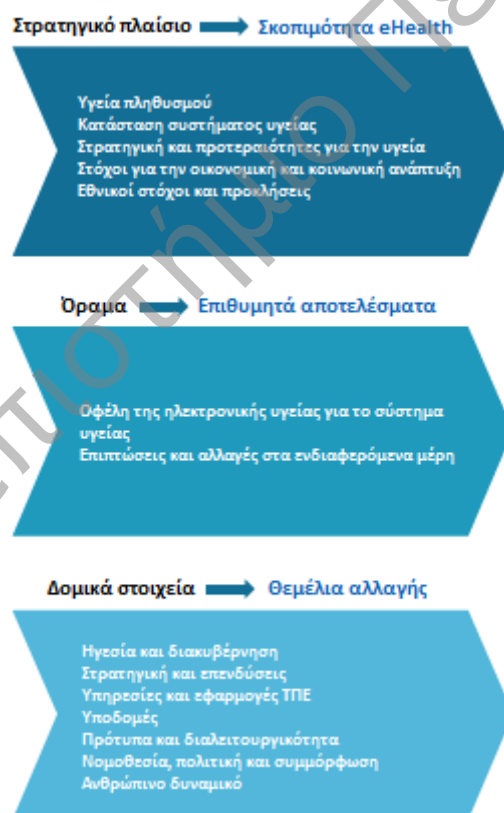 Στρατηγικό πλαίσιο Σκοπιμότητα eHealth
Υγεία πληθυσμού
Κατάσταση συστήματος υγείας
Στρατηγική και προτεραιότητες για την υγεία
Στόχοι για την οικονομική και κοινωνική ανάπτυξη
Εθνικοί στόχοι και προκλήσεις
Όραμα Επιθυμητά αποτελέσματα
Οφέλη της ηλεκτρονικής υγείας για το σύστημα
υγείας
Επιπτώσεις και αλλαγές στα ενδιαφερόμενα μέρη
Δομικά στοιχεία Θεμέλια αλλαγής
Ηγεσία και διακυβέρνηση
Στρατηγική και επενδύσεις
Υπηρεσίες και εφαρμογές ΤΠΕ
Υποδομές
Πρότυπα και διαλειτουργικότητα
Νομοθεσία, πολιτική και συμμόρφωση
Ανθρώπινο δυναμικό